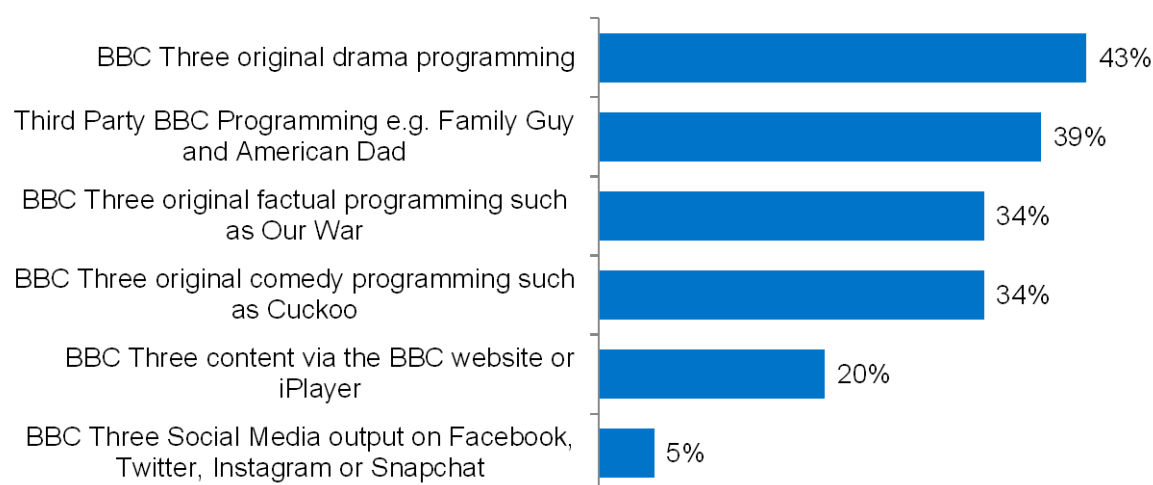 BBC Three original drama programming
43%
Third Party BBC Programming e.g. Family Guy
and American Dad
39%
BBC Three original factual programming such
as Our War
34%
BBC Three original comedy programming such
as Cuckoo
34%
BBC Three content via the BBC website or
iPlayer
20%
BBC Three Social Media output on Facebook,
Twitter, Instagram or Snapchat
5%